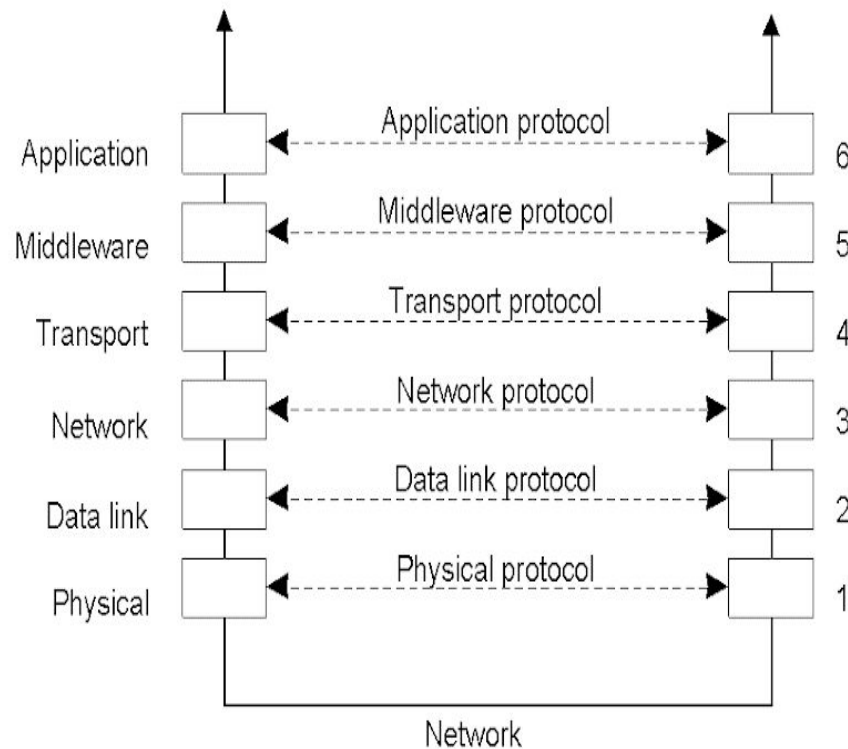 Application protocol
Application
6
Middleware protocol
Middleware
5
Transport protocol
Transport
4
Network protocol
Network
3
Data link protocol
Data link
2
Physical protocol
Physical
1
Network